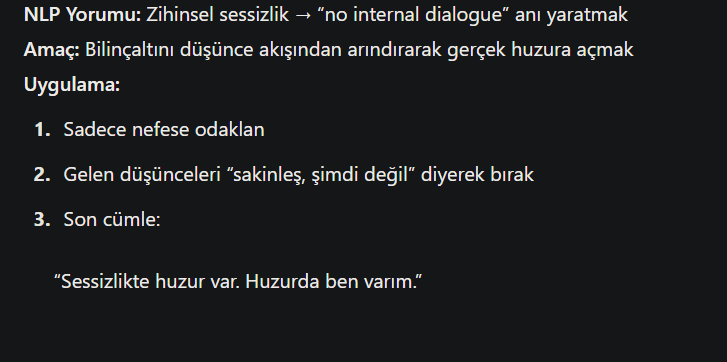 NLP Yorumu: Zihinsel sessizlik → “no internal dialogue” anı yaratmak
Amaç: Bilinçaltını düşünce akışından arındırarak gerçek huzura açmak
Uygulama:
1. Sadece nefese odaklan
2. Gelen düşünceleri “sakinleş, şimdi değil” diyerek bırak
3. Son cümle:
“Sessizlikte huzur var. Huzurda ben varım.”